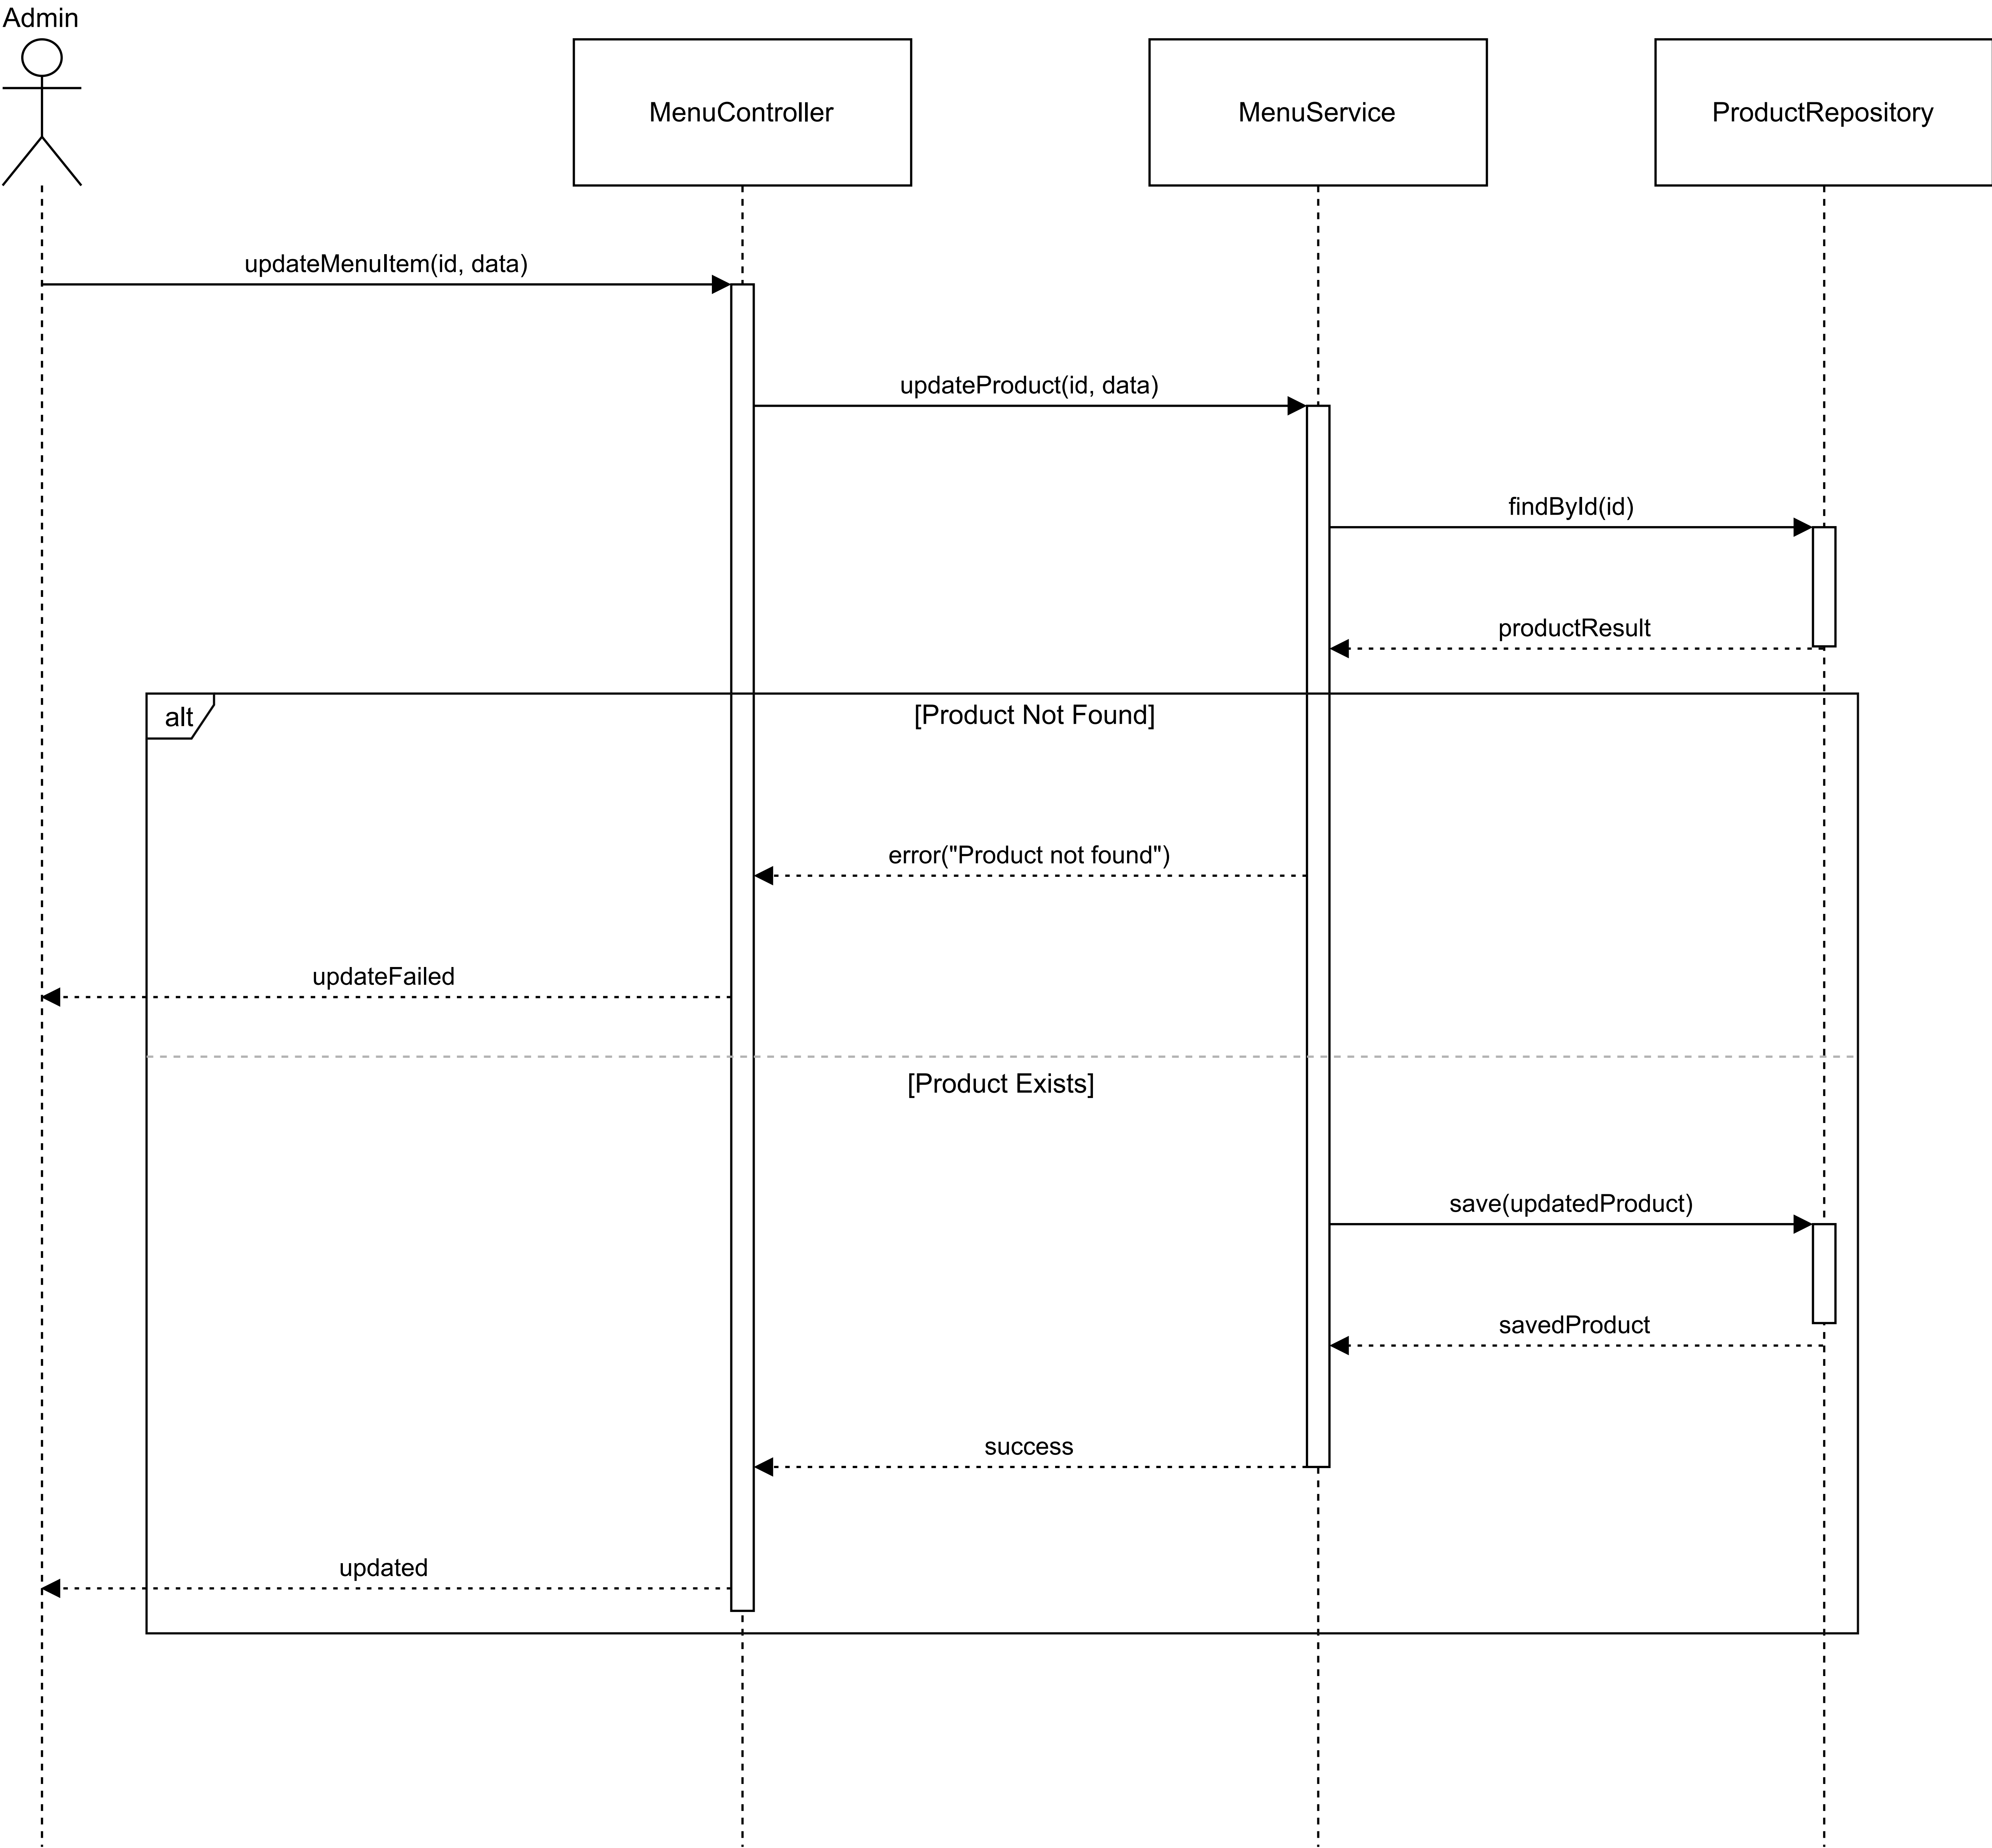 Admin
MenuController
MenuService
ProductRepository
updateMenuItem(id, data)
updateProduct(id, data)
findById(id)
productResult
alt
[Product Not Found]
error("Product not found")
updateFailed
[Product Exists]
save(updatedProduct)
savedProduct
success
updated